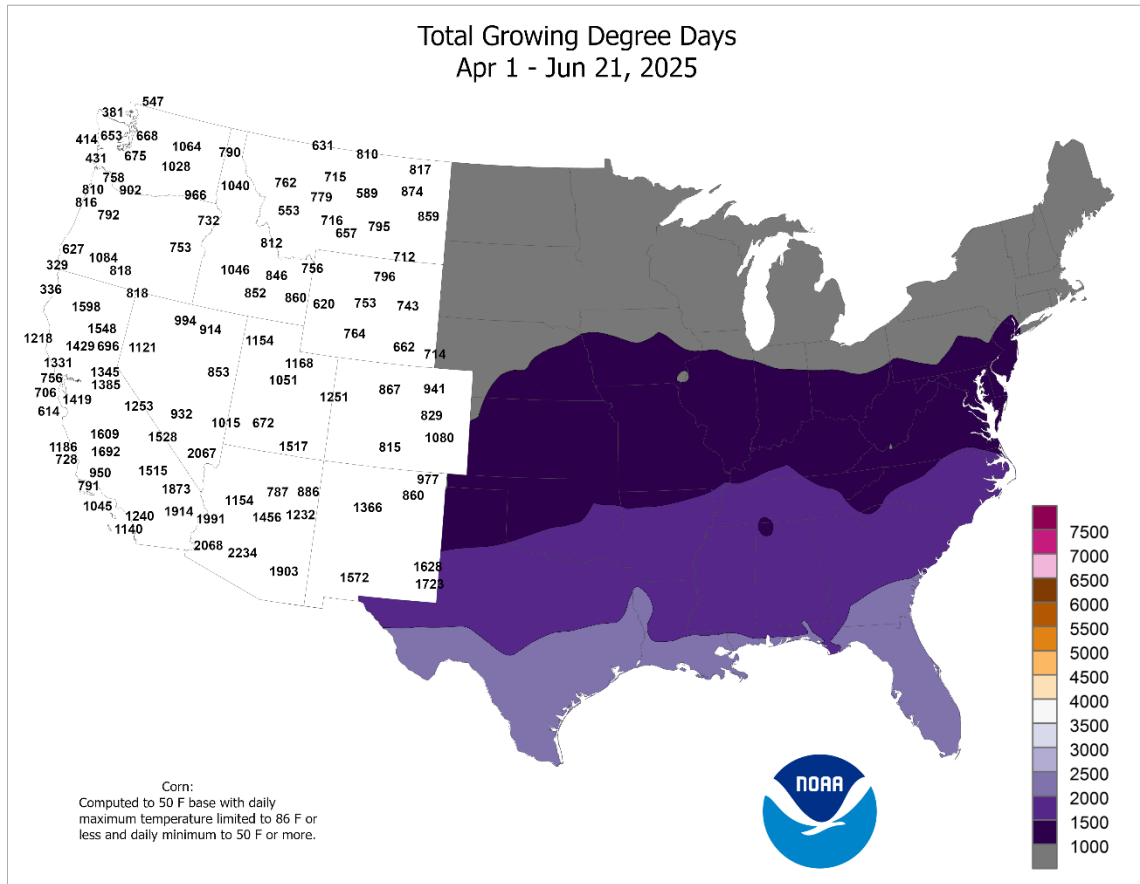 Total Growing Degree Days
Apr 1 - Jun 21, 2025
547
381
414 653 668
431 675 1064 790 631 810
1028 817
758 762 715
810 902 966 1040 779 589 874
816
792 732 553 716 795 859
657
627 753 812
329 1084 712
818 1046 846 756 796
336 818 852 860 620 753 743
1598
994
1548 914 1154 764
1218 1429 696 1121 662 714
1331 1168
756 1345 853 1051 867 941
706 1385 1251
1419
614 1253 932 829
1015 672
1609 1528 1080
1186 1692 1517 815
728 2067
950 1515 977
791 1873 787 886 860
1154
1045 1914 1366
1240 1991 1456 1232
1140
2068
2234
1628
1903 1572 1723
7500
7000
6500
6000
5500
5000
4500
4000
3500
3000
2500
2000
1500
1000
NOAA
Corn:
Computed to 50 F base with daily
maximum temperature limited to 86 F or
less and daily minimum to 50 F or more.